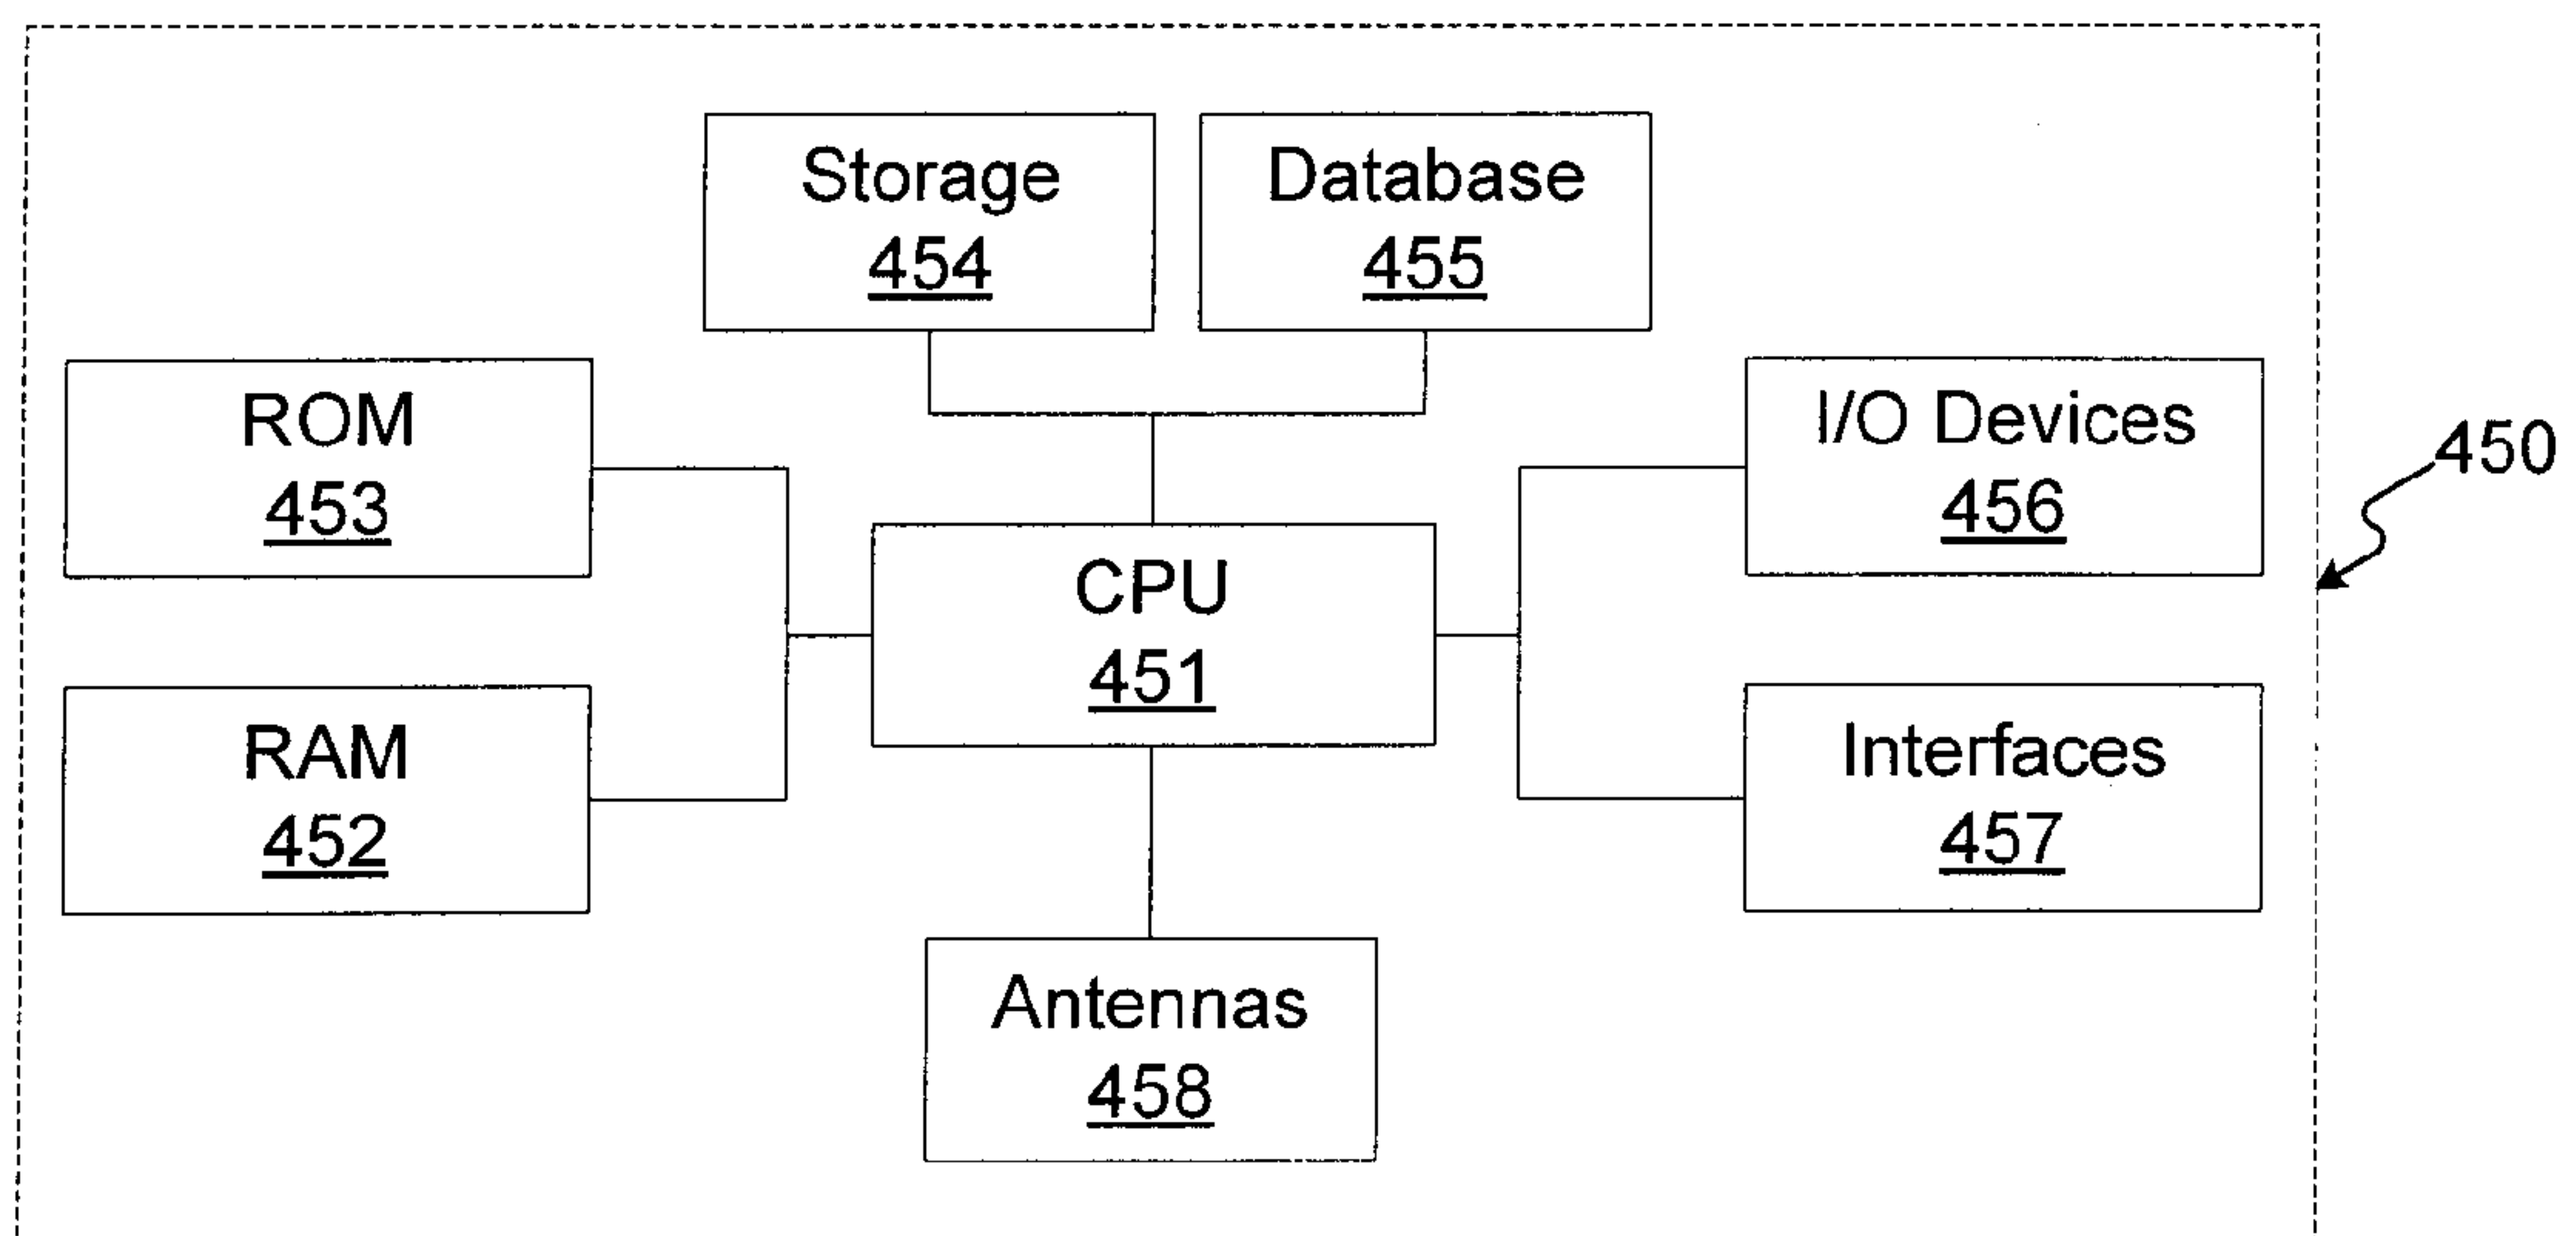 Storage
454
Database
455
ROM
453
I/O Devices
456
450
CPU
451
RAM
452
Interfaces
457
Antennas
458